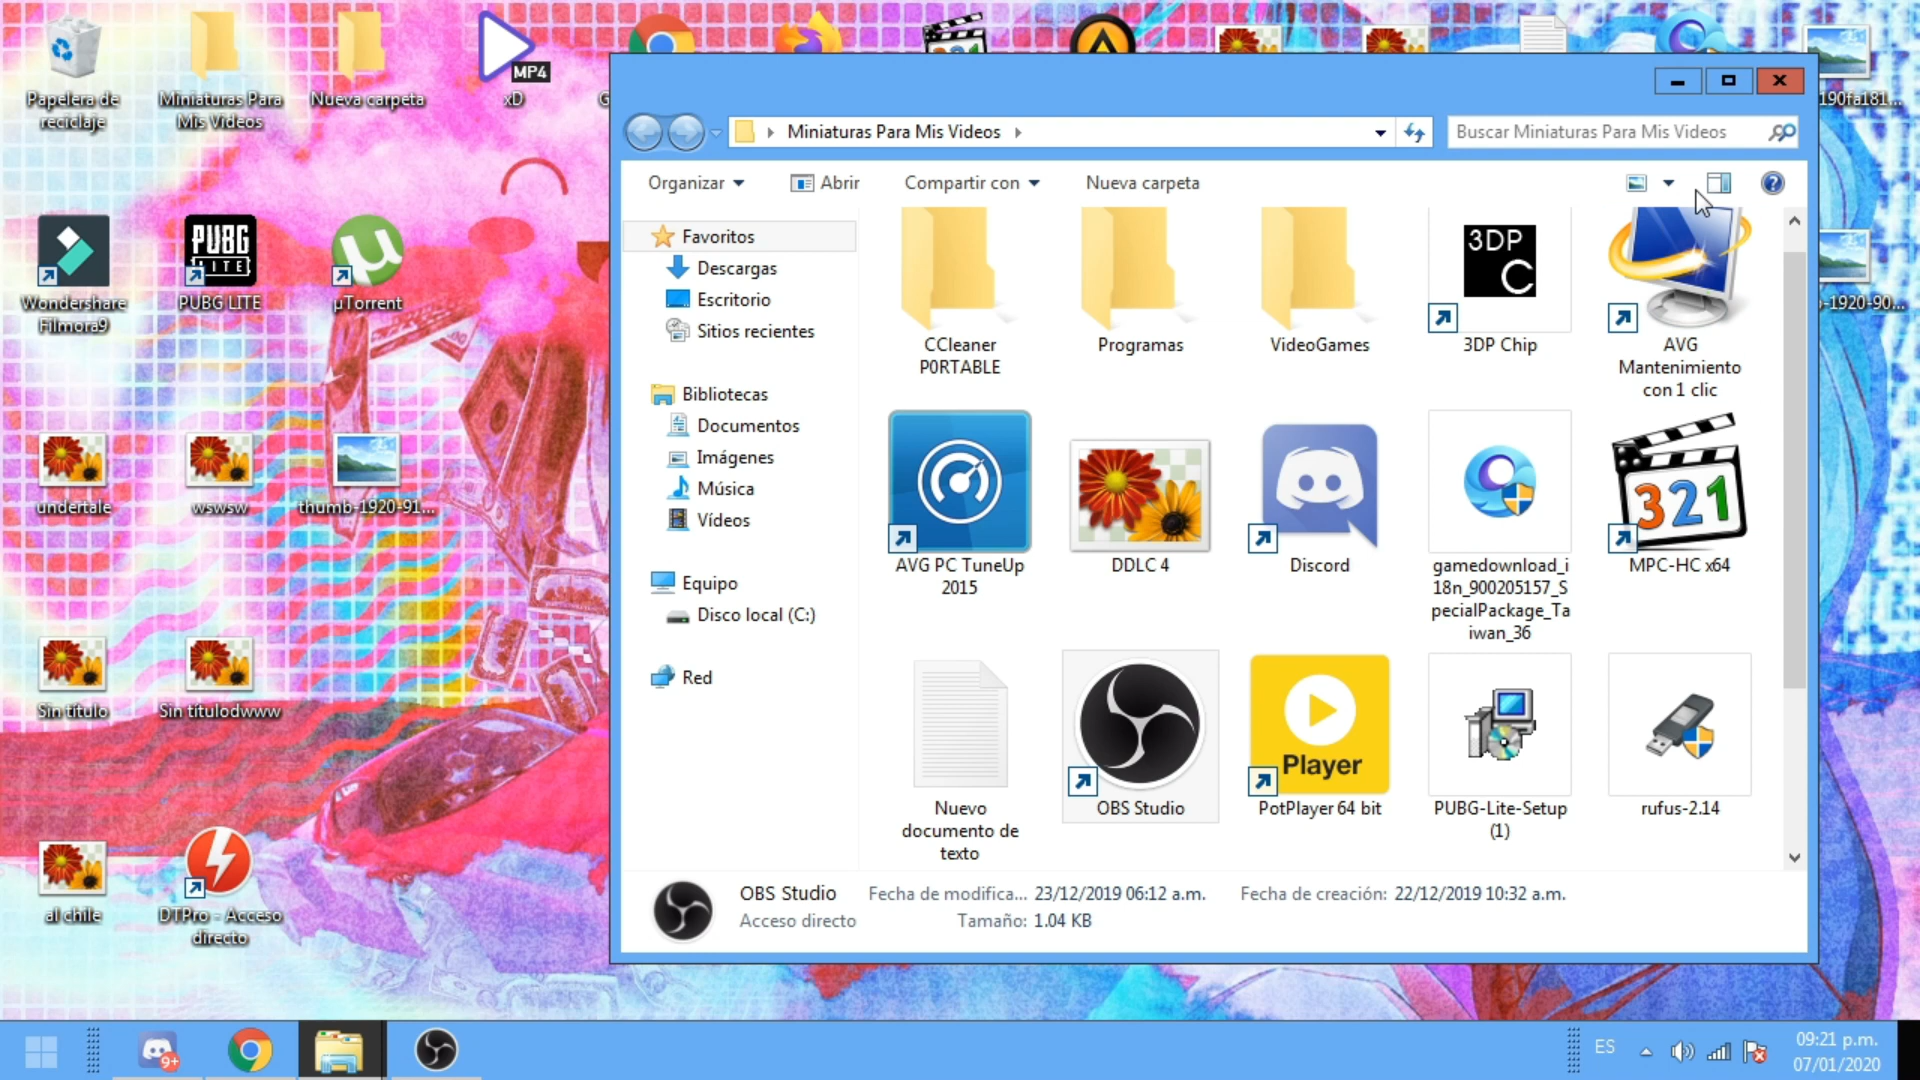 Papelera de
reciclaje
Miniaturas Para
Mis Videos
Nueva carpeta
MP4
xD
G
190fa181...
Wondershare
Filmora9
PUBG
LITE
PUBG LITE
µTorrent
-1920-90...
undertale
wswsw
thumb-1920-91...
Sin título
Sin títulodwww
al chile
DTPro - Acceso
directo
Miniaturas Para Mis Videos
Buscar Miniaturas Para Mis Videos
Organizar
Abrir
Compartir con
Nueva carpeta
Favoritos
Descargas
Escritorio
Sitios recientes
Bibliotecas
Documentos
Imágenes
Música
Vídeos
Equipo
Disco local (C:)
Red
CCleaner
P0RTABLE
Programas
VideoGames
3DP
C
3DP Chip
AVG
Mantenimiento
con 1 clic
AVG PC TuneUp
2015
DDLC 4
Discord
gamedownload_i
18n_900205157_S
pecialPackage_Ta
iwan_36
321
MPC-HC x64
Nuevo
documento de
texto
OBS Studio
Player
PotPlayer 64 bit
PUBG-Lite-Setup
(1)
rufus-2.14
OBS Studio
Fecha de modifica... 23/12/2019 06:12 a.m.
Fecha de creación: 22/12/2019 10:32 a.m.
Acceso directo
Tamaño: 1.04 KB
9+
ES
09:21 p.m.
07/01/2020